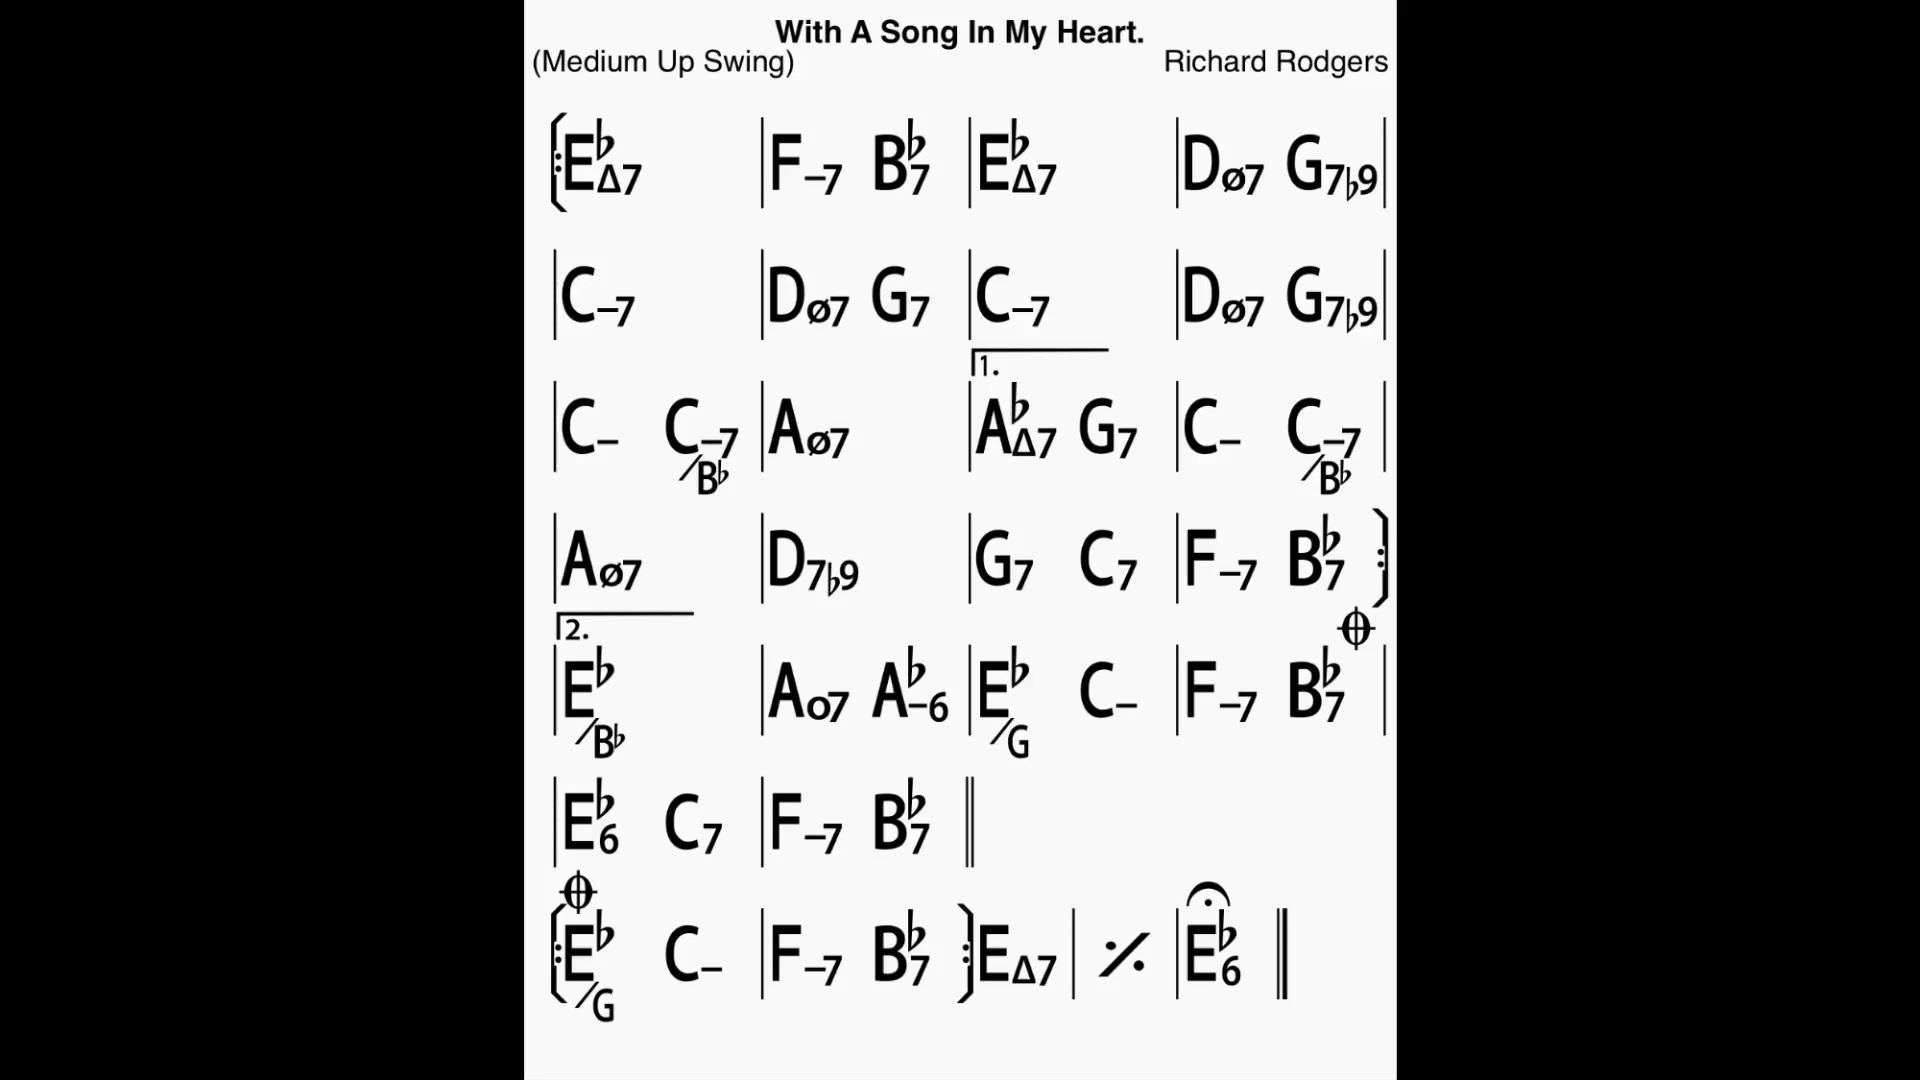 With A Song In My Heart.
(Medium Up Swing) Richard Rodgers
E♭Δ7 | F–7 B♭7 | E♭Δ7 | Dø7 G7♭9 |
| C–7 | Dø7 G7 | C–7 | Dø7 G7♭9 |
1.
| C– C–7/B♭ | Aø7 | A♭Δ7 G7 | C– C–7/B♭ |
| Aø7 | D7♭9 | G7 C7 | F–7 B♭7
2.
| E♭/B♭ | Ao7 A♭–6 | E♭/G C– | F–7 B♭7 |
| E♭6 C7 | F–7 B♭7 ||
E♭/G C– | F–7 B♭7 EΔ7 | 𝄎 | E♭6 ||